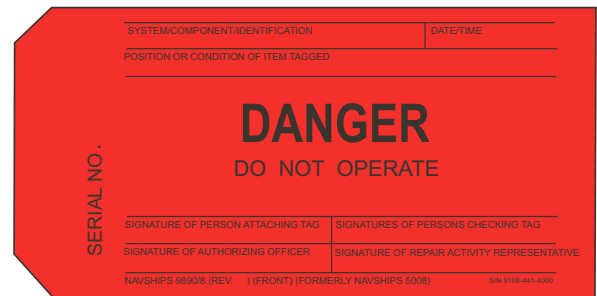 SYSTEM/COMPONENT/IDENTIFICATION DATE/TIME
POSITION OR CONDITION OF ITEM TAGGED
DANGER
DO NOT OPERATE
SERIAL NO.
SIGNATURE OF PERSON ATTACHING TAG SIGNATURES OF PERSONS CHECKING TAG
SIGNATURE OF AUTHORIZING OFFICER SIGNATURE OF REPAIR ACTIVITY REPRESENTATIVE
NAVSHIPS 9890/8 (REV. ) (FRONT) (FORMERLY NAVSHIPS 5008) S/N 9108-441-4000